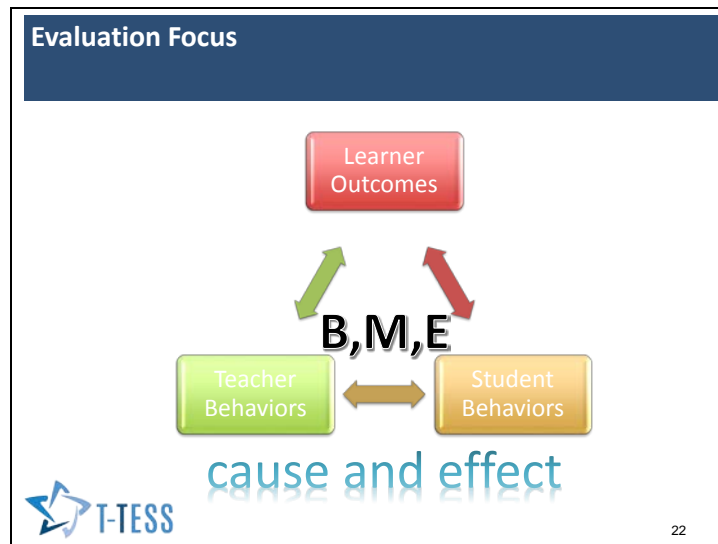 Evaluation Focus
Learner
Outcomes
B,M,E
Teacher
Behaviors
Student
Behaviors
cause and effect
T-TESS
22